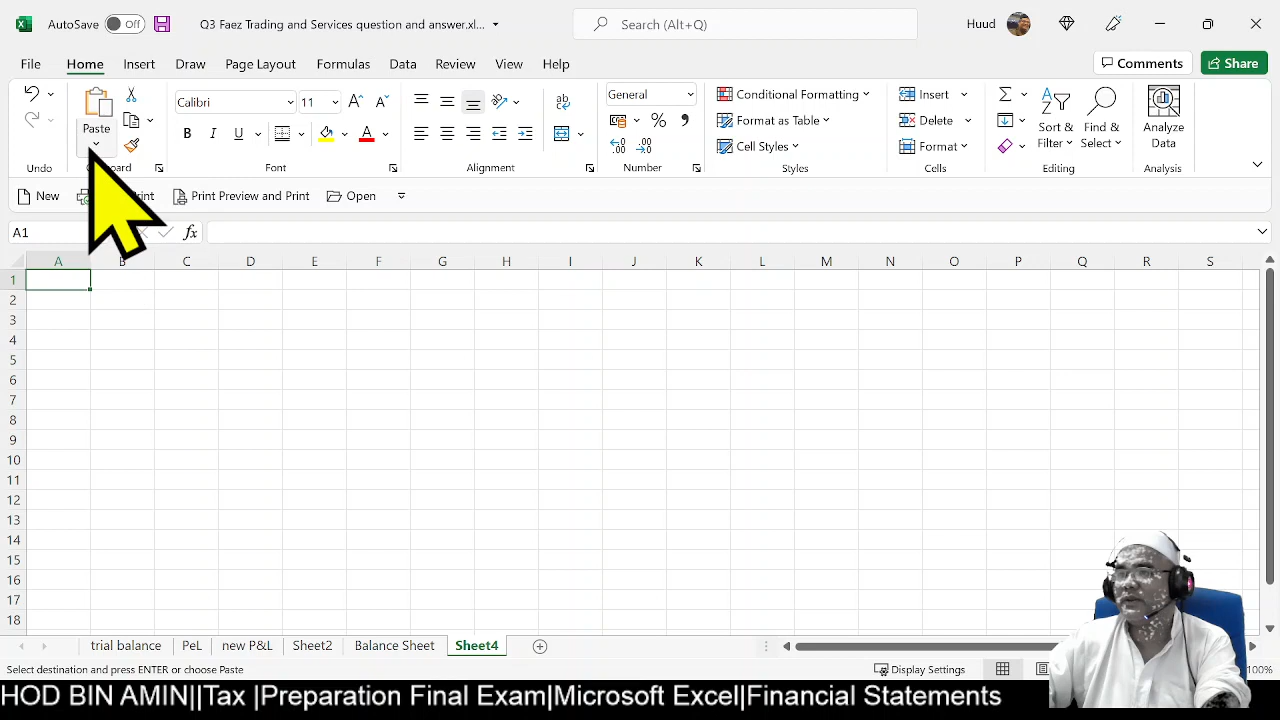 AutoSave Off Q3 Faez Trading and Services question and answer.xl... Search (Alt+Q) Huud
File Home Insert Draw Page Layout Formulas Data Review View Help Comments Share
Paste
Calibri 11
General
Conditional Formatting
Format as Table
Cell Styles
Insert
Delete
Format
Sort &
Filter
Find &
Select
Analyze
Data
Undo Font Alignment Number Styles Cells Editing
New Print Preview and Print Open
A1 fx
A B C D E F G H I J K L M N O P Q R S
1
2
3
4
5
6
7
8
9
10
11
12
13
14
15
16
17
18
trial balance PeL new P&L Sheet2 Balance Sheet Sheet4
Select destination and press ENTER or choose Paste Display Settings 100%
HOD BIN AMIN||Tax |Preparation Final Exam|Microsoft Excel|Financial Statements